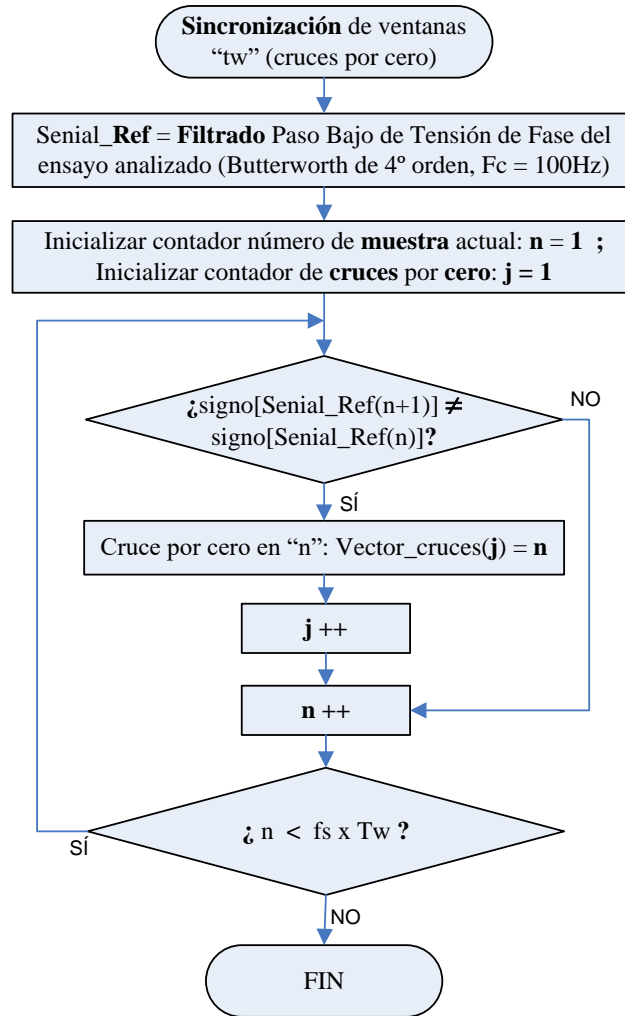 Sincronización de ventanas
“tw” (cruces por cero)
Senial_Ref = Filtrado Paso Bajo de Tensión de Fase del
ensayo analizado (Butterworth de 4º orden, Fc = 100Hz)
Inicializar contador número de muestra actual: n = 1 ;
Inicializar contador de cruces por cero: j = 1
¿signo[Senial_Ref(n+1)] ≠
signo[Senial_Ref(n)]?
NO
SÍ
Cruce por cero en “n”: Vector_cruces(j) = n
j ++
n ++
¿ n < fs x Tw ?
SÍ
NO
FIN